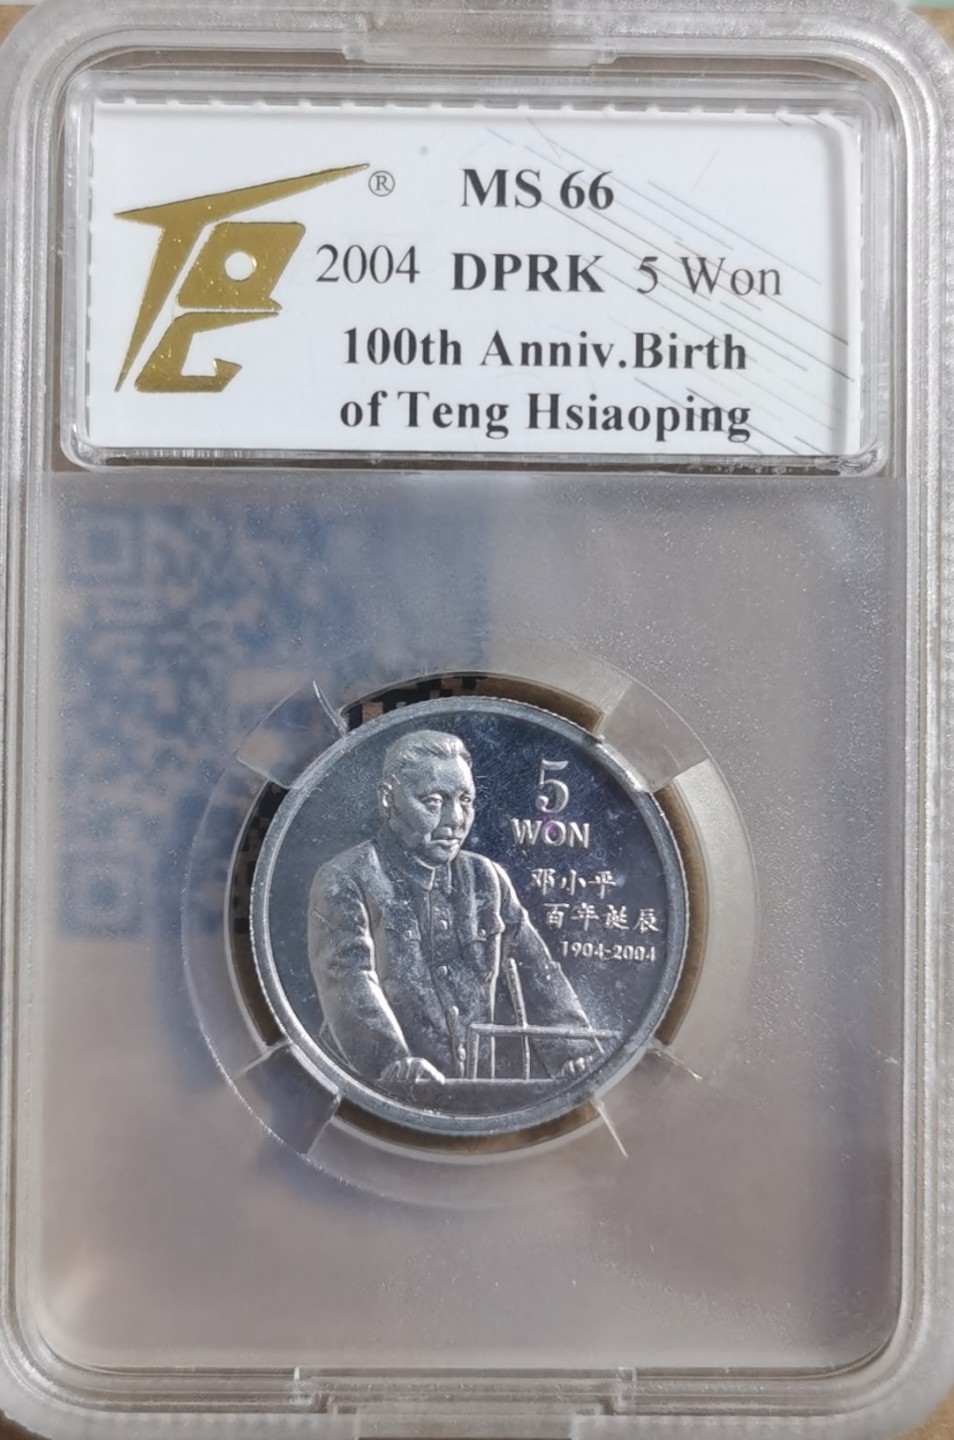 ®
MS 66
2004 DPRK 5 Won
100th Anniv.Birth
of Teng Hsiaoping
5
WON
邓小平
百年诞辰
1904-2004